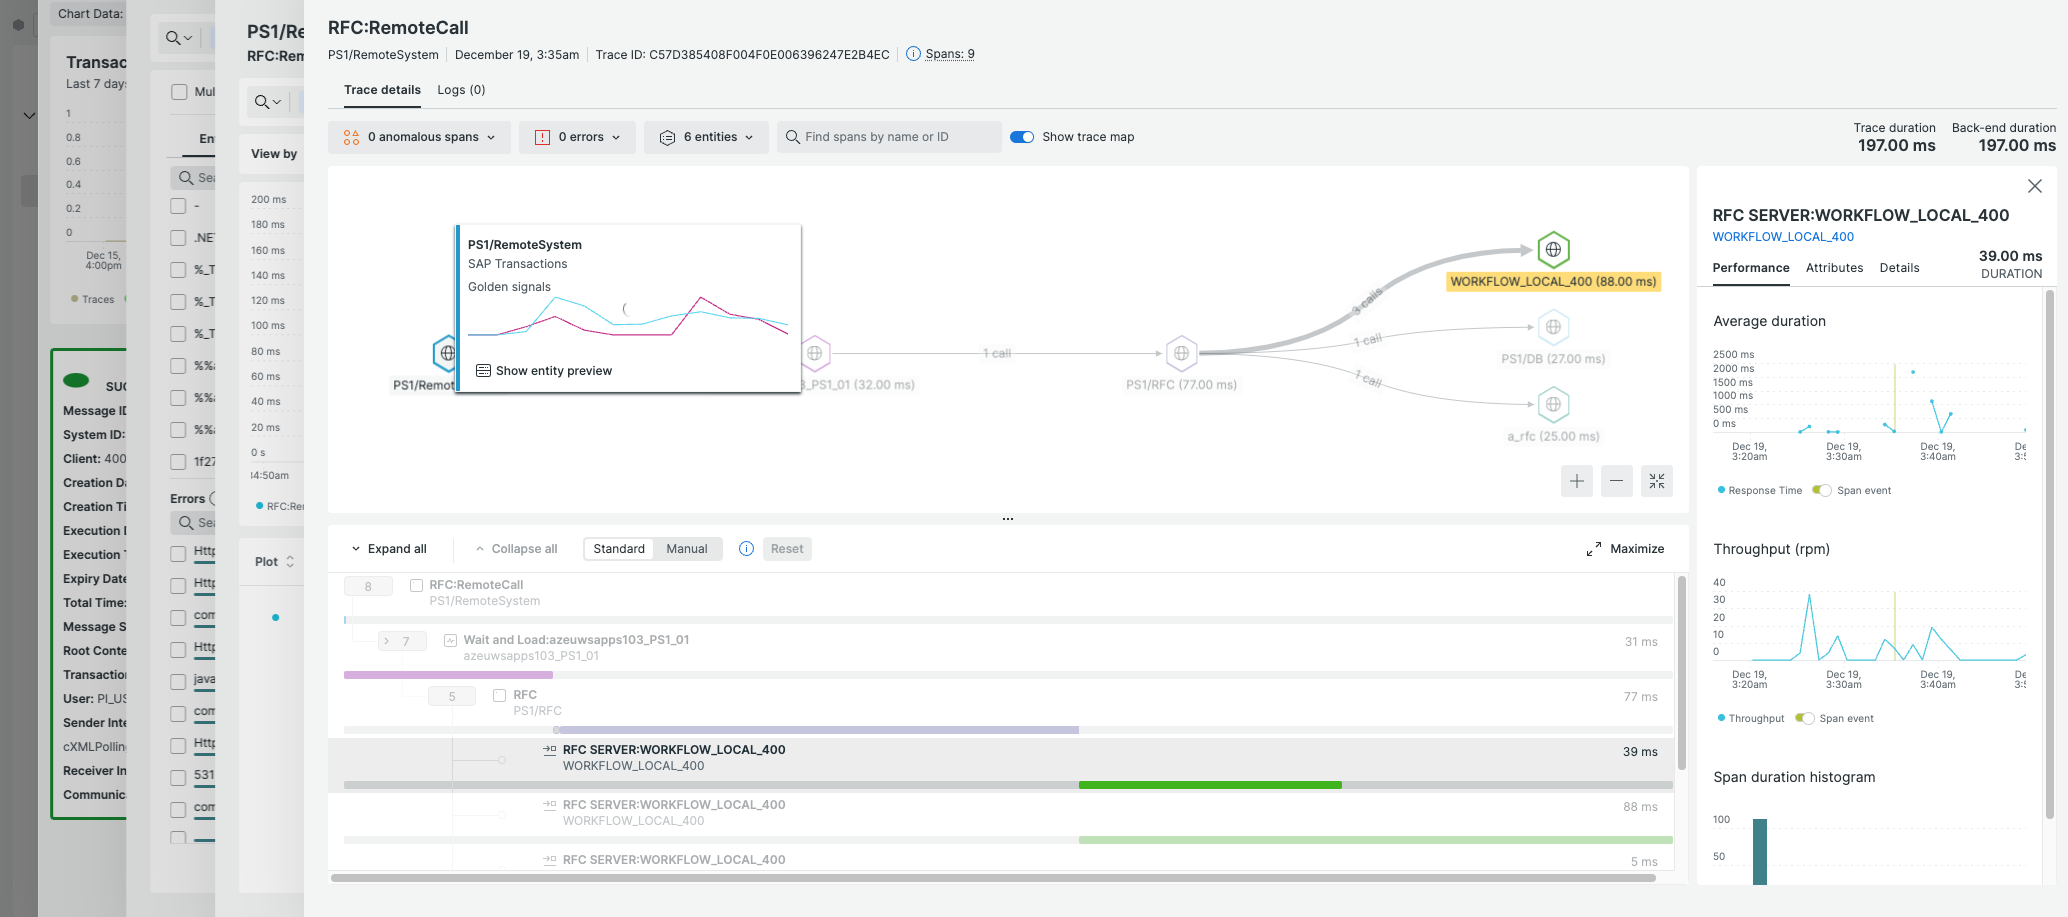 Chart Data:
Transac
Last 7 days
1
0.8
0.6
0.4
0.2
0
Dec 15,
4:00pm
Traces
SUC
Message ID
System ID:
Client: 400
Creation Da
Creation Ti
Execution D
Execution T
Expiry Date
Total Time:
Message S
Root Conte
Transaction
User: PI_US
Sender Inte
cXMLPolling
Receiver In
Communic
Mul
En
Sea
-
.NE
%_T
%_T
%_T
%%
%%
%%
1f27
Errors
Sea
Http
Http
com
Http
java
com
Http
531
com
PS1/Re
RFC:Rem
View by
200 ms
180 ms
160 ms
140 ms
120 ms
100 ms
80 ms
60 ms
40 ms
20 ms
0 s
04:50am
RFC:Rem
Plot
RFC:RemoteCall
PS1/RemoteSystem
December 19, 3:35am
Trace ID: C57D385408F004F0E006396247E2B4EC
Spans: 9
Trace details
Logs (0)
0 anomalous spans
0 errors
6 entities
Find spans by name or ID
Show trace map
Trace duration
197.00 ms
Back-end duration
197.00 ms
PS1/RemoteSystem
SAP Transactions
Golden signals
Show entity preview
PS1/Remot
3_PS1_01 (32.00 ms)
1 call
PS1/RFC (77.00 ms)
3 calls
1 call
1 call
WORKFLOW_LOCAL_400 (88.00 ms)
PS1/DB (27.00 ms)
a_rfc (25.00 ms)
Expand all
Collapse all
Standard
Manual
Reset
Maximize
8
RFC:RemoteCall
PS1/RemoteSystem
7
Wait and Load:azeuwsapps103_PS1_01
azeuwsapps103_PS1_01
31 ms
5
RFC
PS1/RFC
77 ms
RFC SERVER:WORKFLOW_LOCAL_400
WORKFLOW_LOCAL_400
39 ms
RFC SERVER:WORKFLOW_LOCAL_400
WORKFLOW_LOCAL_400
88 ms
RFC SERVER:WORKFLOW_LOCAL_400
5 ms
RFC SERVER:WORKFLOW_LOCAL_400
WORKFLOW_LOCAL_400
39.00 ms
DURATION
Performance
Attributes
Details
Average duration
2500 ms
2000 ms
1500 ms
1000 ms
500 ms
0 ms
Dec 19,
3:20am
Dec 19,
3:30am
Dec 19,
3:40am
De
3:5
Response Time
Span event
Throughput (rpm)
40
30
20
10
0
Dec 19,
3:20am
Dec 19,
3:30am
Dec 19,
3:40am
De
3:5
Throughput
Span event
Span duration histogram
100
50